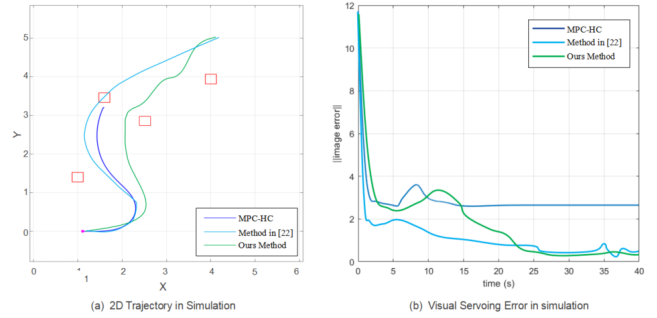 5
4
3
2
1
0
Y
0
1
2
3
4
5
6
X
MPC-HC
Method in [22]
Ours Method
(a) 2D Trajectory in Simulation
12
10
8
6
4
2
0
||image error||
0
5
10
15
20
25
30
35
40
time (s)
MPC-HC
Method in [22]
Ours Method
(b) Visual Servoing Error in simulation